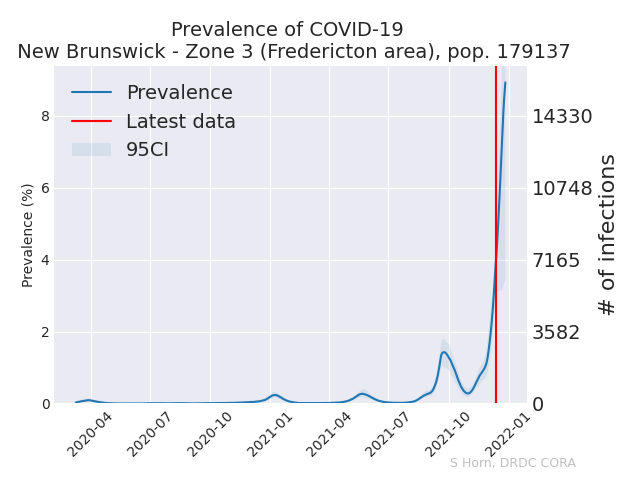 Prevalence of COVID-19
New Brunswick - Zone 3 (Fredericton area), pop. 179137
Prevalence
Latest data
95CI
Prevalence (%)
8
6
4
2
0
14330
10748
7165
3582
0
# of infections
2020-04
2020-07
2020-10
2021-01
2021-04
2021-07
2021-10
2022-01
S Horn, DRDC CORA